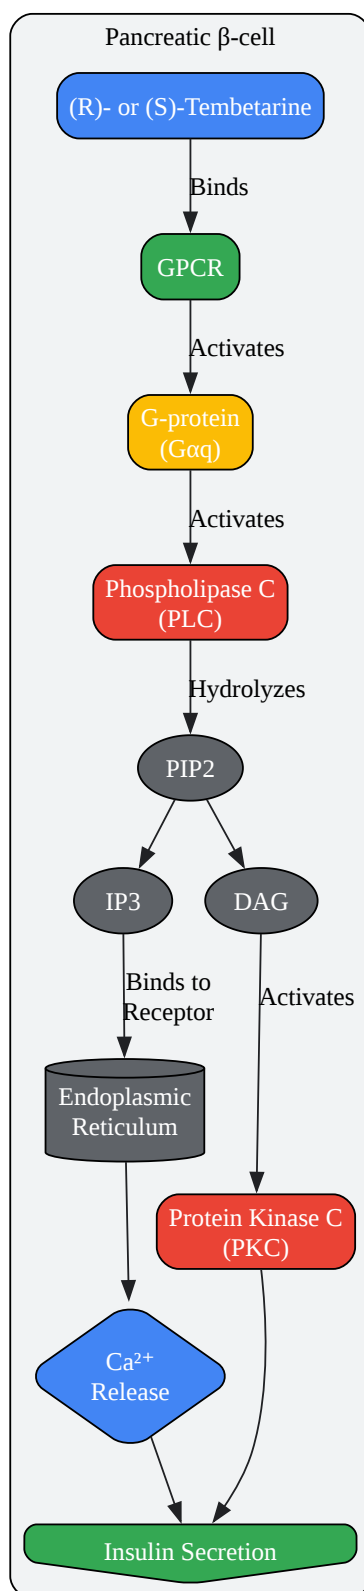 Pancreatic β-cell
(R)- or (S)-Tembetarine
Binds
GPCR
Activates
G-protein
(Gαq)
Activates
Phospholipase C
(PLC)
Hydrolyzes
PIP2
IP3
DAG
Binds to
Receptor
Activates
Endoplasmic
Reticulum
Protein Kinase C
(PKC)
Ca²⁺
Release
Insulin Secretion